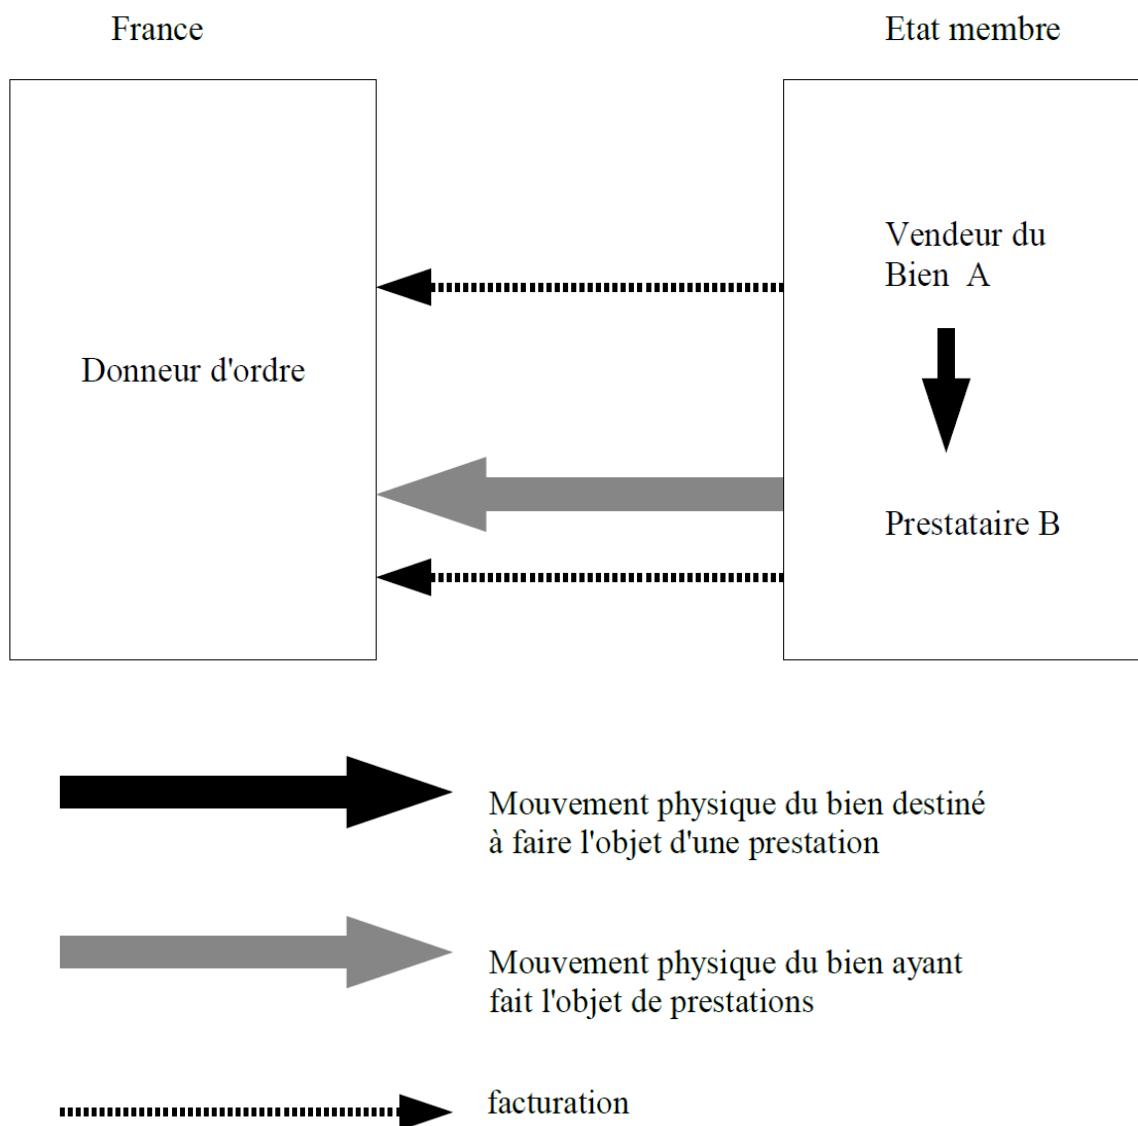 France
Etat membre
Vendeur du
Bien A
Donneur d'ordre
Prestataire B
Mouvement physique du bien destiné
à faire l'objet d'une prestation
Mouvement physique du bien ayant
fait l'objet de prestations
facturation